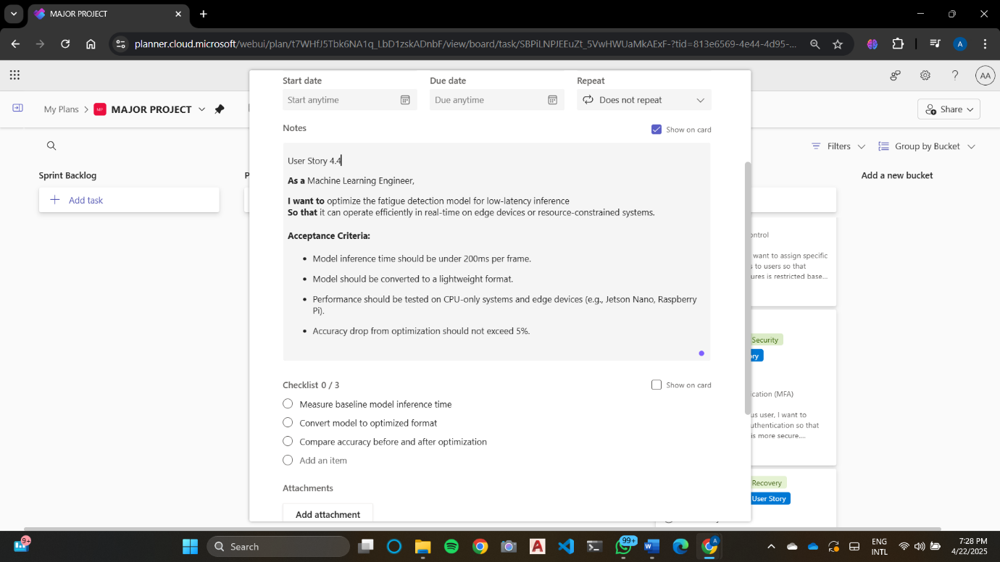 MAJOR PROJECT
planner.cloud.microsoft/webui/plan/t7WHfJ5Tbk6NA1q_LbD1zskADnbF/view/board/task/SBPiLNPJEEuZt_5VwHWUaMkAExF-?tid=813e6569-4e44-4d95-...
A
AA
My Plans
MP
MAJOR PROJECT
Share
Filters
Group by Bucket
Sprint Backlog
Add task
Add a new bucket
Start date
Due date
Repeat
Start anytime
Due anytime
Does not repeat
Notes
Show on card
User Story 4.4
As a Machine Learning Engineer,
I want to optimize the fatigue detection model for low-latency inference
So that it can operate efficiently in real-time on edge devices or resource-constrained systems.
Acceptance Criteria:
• Model inference time should be under 200ms per frame.
• Model should be converted to a lightweight format.
• Performance should be tested on CPU-only systems and edge devices (e.g., Jetson Nano, Raspberry
Pi).
• Accuracy drop from optimization should not exceed 5%.
Checklist 0 / 3
Show on card
Measure baseline model inference time
Convert model to optimized format
Compare accuracy before and after optimization
Add an item
Attachments
Add attachment
ontrol
want to assign specific
s to users so that
ures is restricted base...
Security
ory
ication (MFA)
us user, I want to
uthentication so that
is more secure....
Recovery
User Story
9+
Search
99+
A
ENG
INTL
7:28 PM
4/22/2025